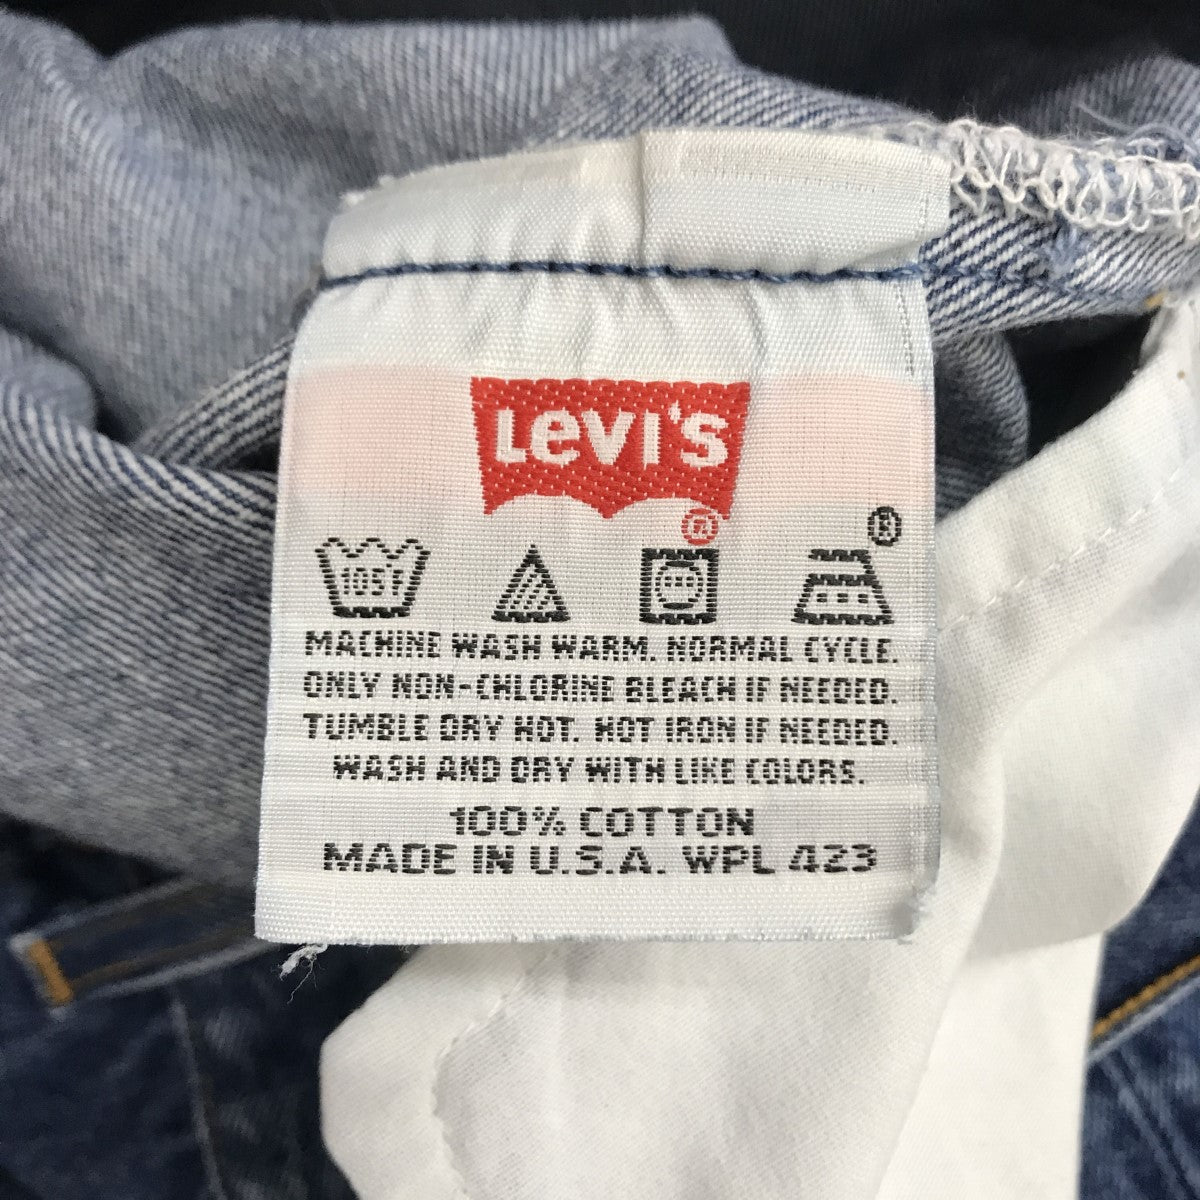 LEVI'S
®
®
105°F
MACHINE WASH WARM. NORMAL CYCLE.
ONLY NON-CHLORINE BLEACH IF NEEDED.
TUMBLE DRY HOT. HOT IRON IF NEEDED.
WASH AND DRY WITH LIKE COLORS.
100% COTTON
MADE IN U.S.A. WPL 423